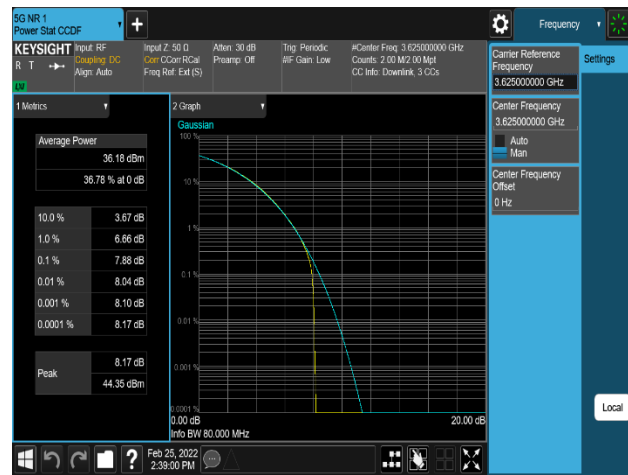 5G NR 1
Power Stat CCDF
Frequency
KEYSIGHT
R T
LXI
Input: RF
Coupling: DC
Align: Auto
Input Z: 50 Ω
Corr CCorr RCal
Freq Ref: Ext (S)
Atten: 30 dB
Preamp: Off
Trig: Periodic
#IF Gain: Low
#Center Freq: 3.625000000 GHz
Counts: 2.00 M/2.00 Mpt
CC Info: Downlink, 3 CCs
Carrier Reference
Frequency
3.625000000 GHz
Settings
Center Frequency
3.625000000 GHz
Auto
Man
Center Frequency
Offset
0 Hz
1 Metrics
Average Power
36.18 dBm
36.78 % at 0 dB
10.0 % 3.67 dB
1.0 % 6.66 dB
0.1 % 7.88 dB
0.01 % 8.04 dB
0.001 % 8.10 dB
0.0001 % 8.17 dB
Peak
8.17 dB
44.35 dBm
2 Graph
Gaussian
100 %
10 %
1 %
0.1 %
0.01 %
0.001 %
0.0001 %
0.00 dB
20.00 dB
Info BW 80.000 MHz
Local
?
Feb 25, 2022
2:39:00 PM